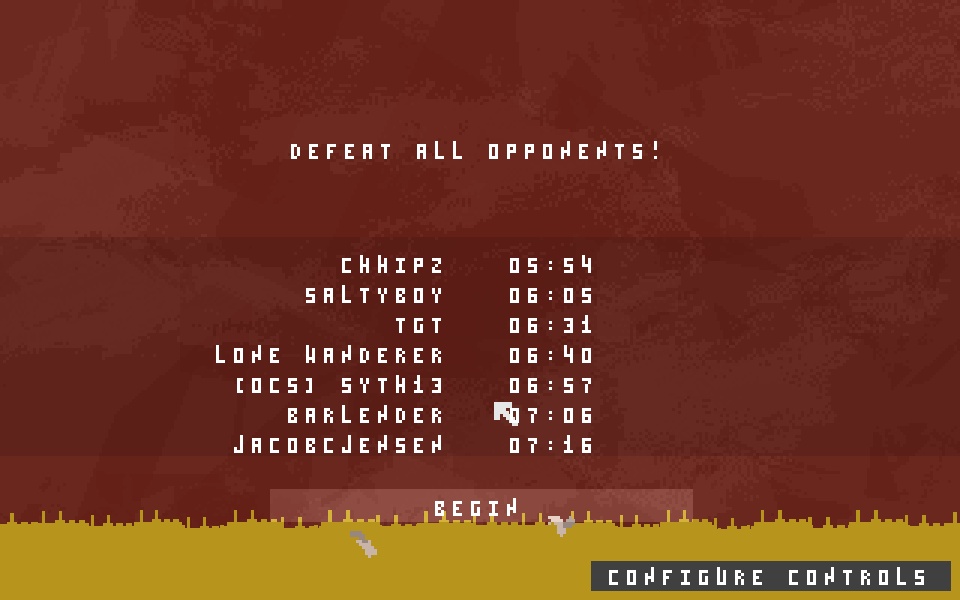 DEFEAT ALL OPPONENTS!
CHHIPZ 05:54
SALTYBOY 06:05
TGT 06:31
LONE WANDERER 06:40
[OCS] SYTH13 06:57
BARLENDER 07:06
JACOBCJENSEN 07:16
BEGIN
CONFIGURE CONTROLS